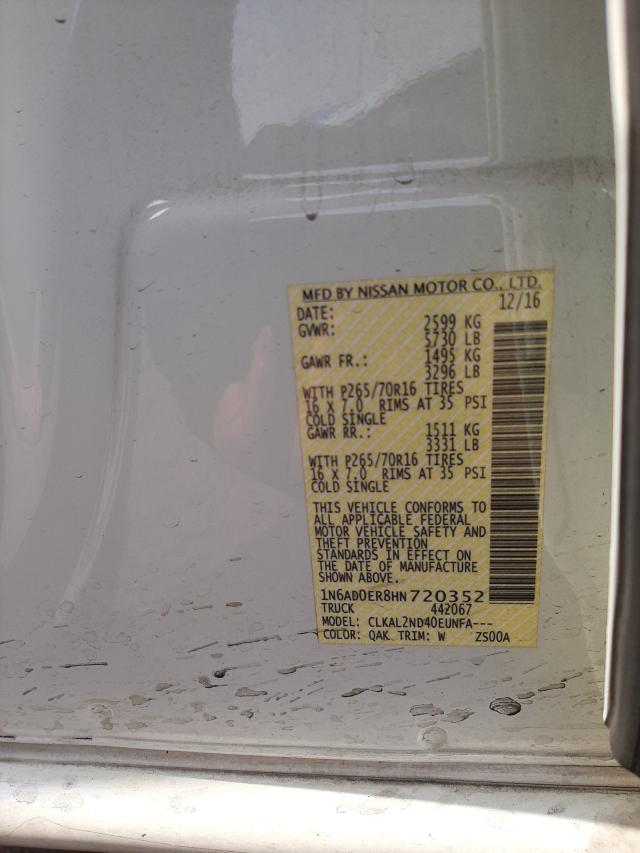 MFD BY NISSAN MOTOR CO., LTD.
DATE: 12/16
GVWR: 2599 KG
5730 LB
GAWR FR.: 1495 KG
3296 LB
WITH P265/70R16 TIRES
16 X 7.0 RIMS AT 35 PSI
COLD SINGLE
GAWR RR.: 1511 KG
3331 LB
WITH P265/70R16 TIRES
16 X 7.0 RIMS AT 35 PSI
COLD SINGLE
THIS VEHICLE CONFORMS TO
ALL APPLICABLE FEDERAL
MOTOR VEHICLE SAFETY AND
THEFT PREVENTION
STANDARDS IN EFFECT ON
THE DATE OF MANUFACTURE
SHOWN ABOVE.
1N6AD0ER8HN720352
TRUCK 442067
MODEL: CLKAL2ND40EUNFA---
COLOR: QAK TRIM: W ZS00A